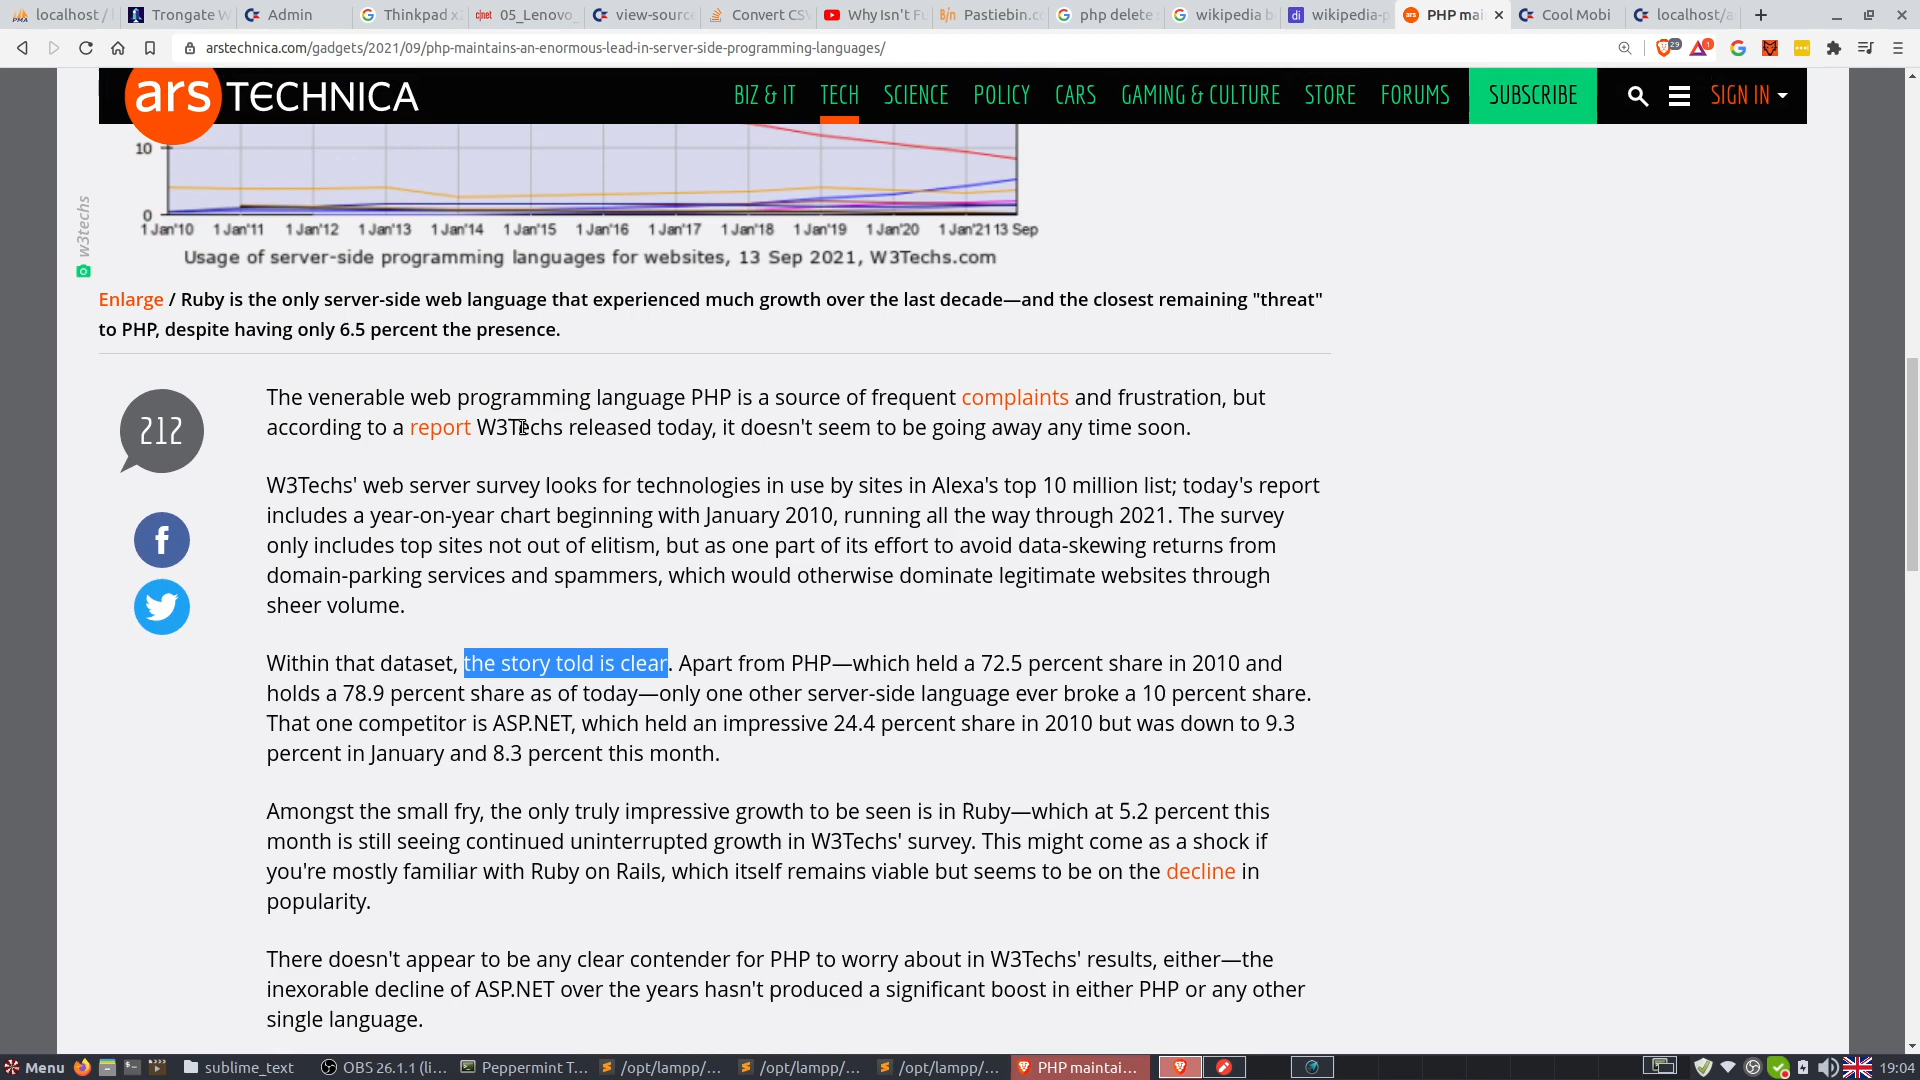 localhost /
Trongate W
Admin
Thinkpad x
05_Lenovo
view-source
Convert CSV
Why Isn't Fu
Pastiebin.co
php delete
wikipedia b
wikipedia-p
PHP mai
Cool Mobi
localhost/a
arstechnica.com/gadgets/2021/09/php-maintains-an-enormous-lead-in-server-side-programming-languages/
29
1
ars TECHNICA
BIZ & IT
TECH
SCIENCE
POLICY
CARS
GAMING & CULTURE
STORE
FORUMS
SUBSCRIBE
SIGN IN
10
0
1 Jan'10 1 Jan'11 1 Jan'12 1 Jan'13 1 Jan'14 1 Jan'15 1 Jan'16 1 Jan'17 1 Jan'18 1 Jan'19 1 Jan'20 1 Jan'21 13 Sep
Usage of server-side programming languages for websites, 13 Sep 2021, W3Techs.com
w3techs
Enlarge / Ruby is the only server-side web language that experienced much growth over the last decade—and the closest remaining "threat"
to PHP, despite having only 6.5 percent the presence.
212
The venerable web programming language PHP is a source of frequent complaints and frustration, but
according to a report W3Techs released today, it doesn't seem to be going away any time soon.
W3Techs' web server survey looks for technologies in use by sites in Alexa's top 10 million list; today's report
includes a year-on-year chart beginning with January 2010, running all the way through 2021. The survey
only includes top sites not out of elitism, but as one part of its effort to avoid data-skewing returns from
domain-parking services and spammers, which would otherwise dominate legitimate websites through
sheer volume.
Within that dataset, the story told is clear. Apart from PHP—which held a 72.5 percent share in 2010 and
holds a 78.9 percent share as of today—only one other server-side language ever broke a 10 percent share.
That one competitor is ASP.NET, which held an impressive 24.4 percent share in 2010 but was down to 9.3
percent in January and 8.3 percent this month.
Amongst the small fry, the only truly impressive growth to be seen is in Ruby—which at 5.2 percent this
month is still seeing continued uninterrupted growth in W3Techs' survey. This might come as a shock if
you're mostly familiar with Ruby on Rails, which itself remains viable but seems to be on the decline in
popularity.
There doesn't appear to be any clear contender for PHP to worry about in W3Techs' results, either—the
inexorable decline of ASP.NET over the years hasn't produced a significant boost in either PHP or any other
single language.
Menu
sublime_text
OBS 26.1.1 (li...
Peppermint T...
/opt/lampp/...
/opt/lampp/...
/opt/lampp/...
PHP maintai...
19:04